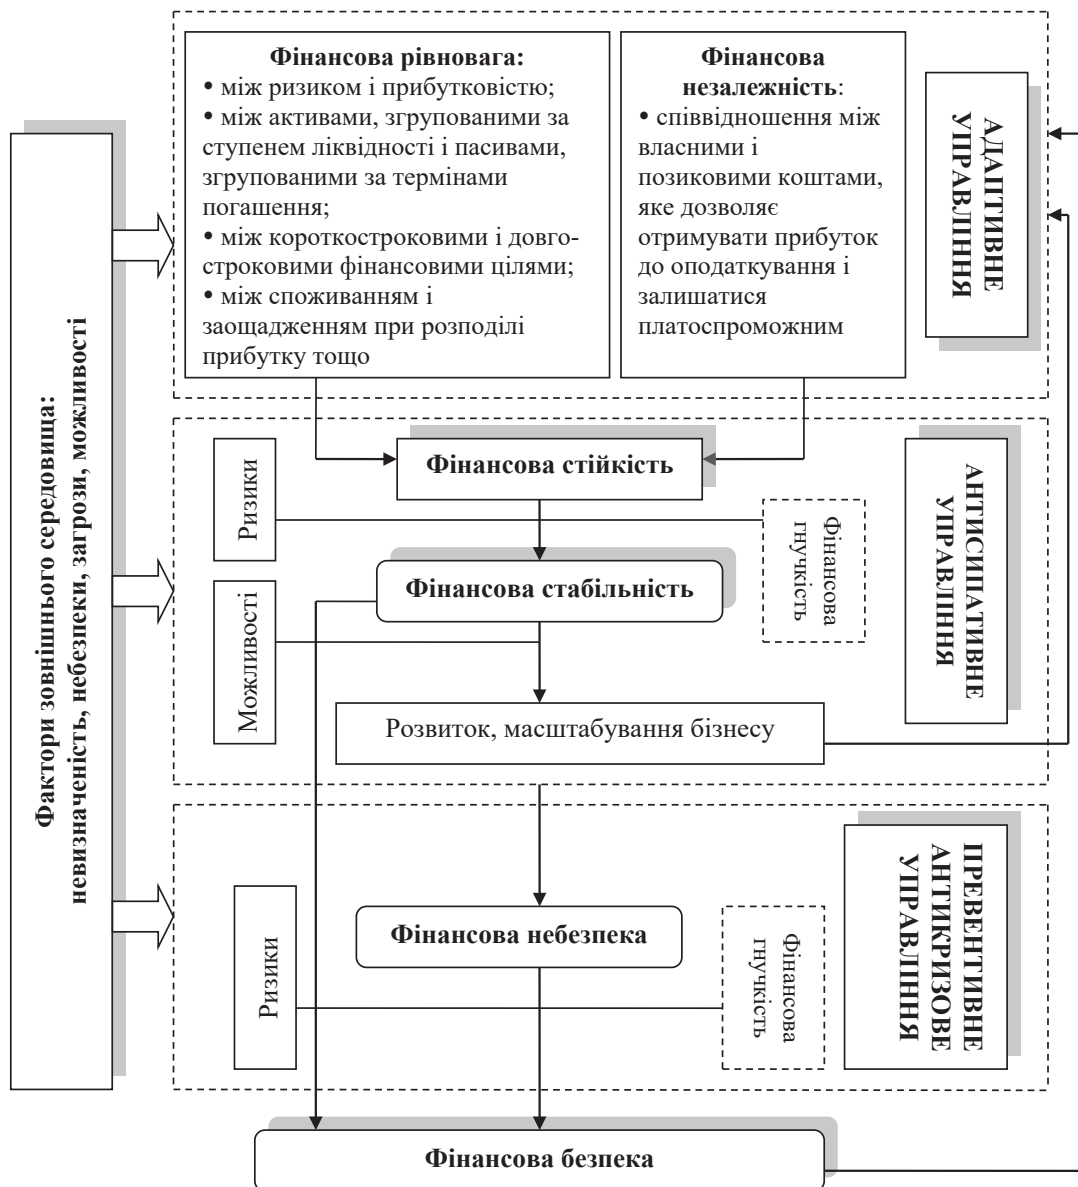 Фактори зовнішнього середовища:
невизначеність, небезпеки, загрози, можливості
Фінансова рівновага:
• між ризиком і прибутковістю;
• між активами, згрупованими за
ступенем ліквідності і пасивами,
згрупованими за термінами
погашення;
• між короткостроковими і довго-
строковими фінансовими цілями;
• між споживанням і
заощадженням при розподілі
прибутку тощо
Фінансова
незалежність:
• співвідношення між
власними і
позиковими коштами,
яке дозволяє
отримувати прибуток
до оподаткування і
залишатися
платоспроможним
АДАПТИВНЕ
УПРАВЛІННЯ
Ризики
Фінансова стійкість
Фінансова
гнучкість
АНТИСИПАТИВНЕ
УПРАВЛІННЯ
Фінансова стабільність
Можливості
Розвиток, масштабування бізнесу
Ризики
Фінансова небезпека
Фінансова
гнучкість
ПРЕВЕНТИВНЕ
АНТИКРИЗОВЕ
УПРАВЛІННЯ
Фінансова безпека